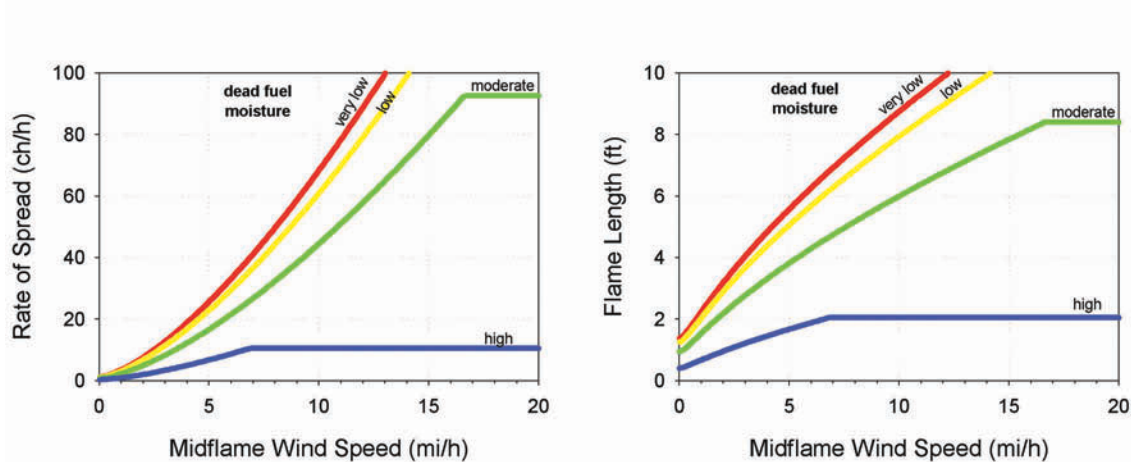 Rate of Spread (ch/h)
100
80
60
40
20
0
dead fuel
moisture
very low
low
moderate
high
0 5 10 15 20
Midflame Wind Speed (mi/h)
Flame Length (ft)
10
8
6
4
2
0
dead fuel
moisture
very low
low
moderate
high
0 5 10 15 20
Midflame Wind Speed (mi/h)